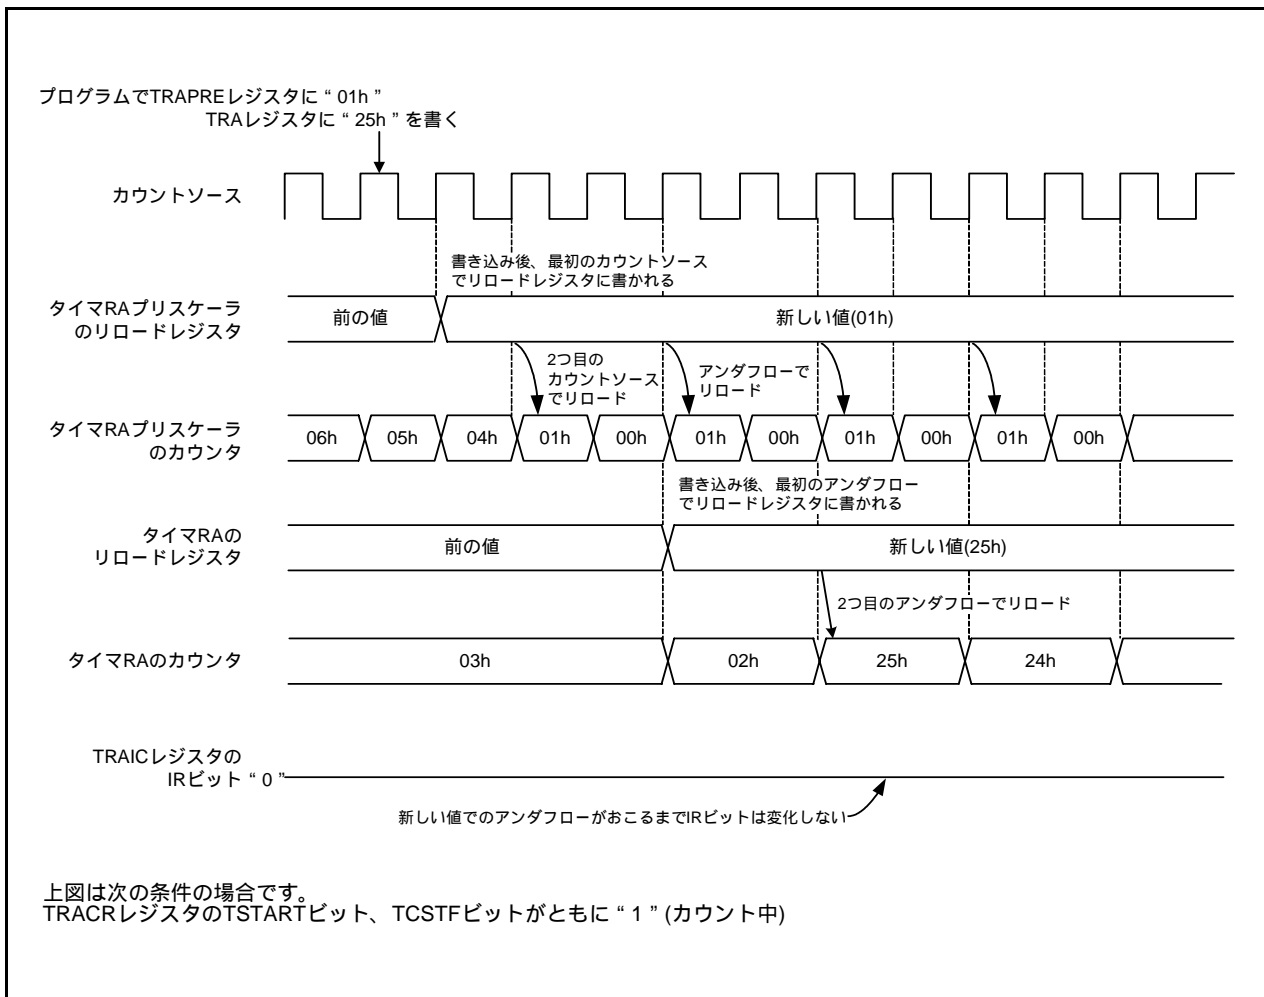 プログラムでTRAPREレジスタに“ 01h ”
TRAレジスタに“ 25h ”を書く
カウントソース
書き込み後、最初のカウントソース
でリロードレジスタに書かれる
タイマRAプリスケーラ
のリロードレジスタ
前の値
新しい値(01h)
2つ目の
カウントソース
でリロード
アンダフローで
リロード
タイマRAプリスケーラ
のカウンタ
06h
05h
04h
01h
00h
01h
00h
01h
00h
01h
00h
書き込み後、最初のアンダフロー
でリロードレジスタに書かれる
タイマRAの
リロードレジスタ
前の値
新しい値(25h)
2つ目のアンダフローでリロード
タイマRAのカウンタ
03h
02h
25h
24h
TRAICレジスタの
IRビット“ 0 ”
新しい値でのアンダフローがおこるまでIRビットは変化しない
上図は次の条件の場合です。
TRACRレジスタのTSTARTビット、TCSTFビットがともに“ 1 ”(カウント中)